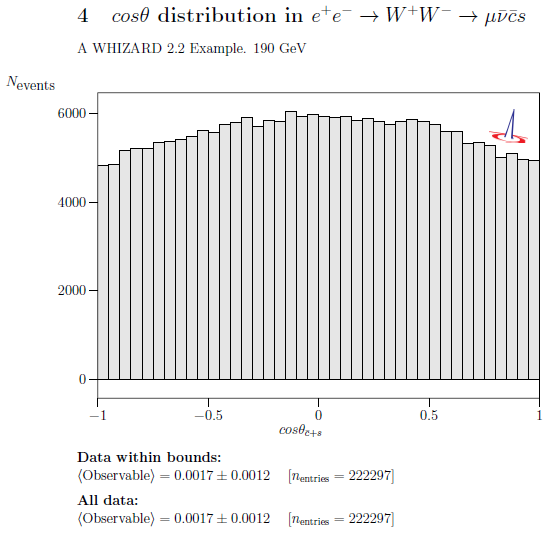 4 cosθ distribution in e⁺e⁻ → W⁺W⁻ → μν̄c̄s
A WHIZARD 2.2 Example. 190 GeV
N_events
6000
4000
2000
0
−1 −0.5 0 0.5 1
cosθ_c̄+s
Data within bounds:
⟨Observable⟩ = 0.0017 ± 0.0012 [n_entries = 222297]
All data:
⟨Observable⟩ = 0.0017 ± 0.0012 [n_entries = 222297]